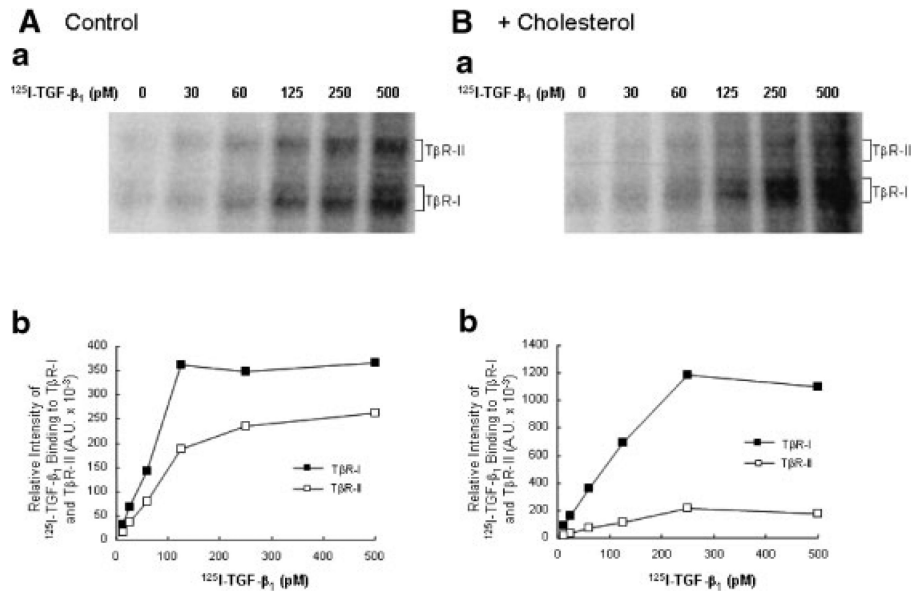 A Control
a
¹²⁵I-TGF-β₁ (pM) 0 30 60 125 250 500
TβR-II
TβR-I
b
Relative Intensity of
¹²⁵I-TGF-β₁ Binding to TβR-I
and TβR-II (A.U. x 10⁻³)
400
350
300
250
200
150
100
50
0
TβR-I
TβR-II
0 100 200 300 400 500
¹²⁵I-TGF-β₁ (pM)
B + Cholesterol
a
¹²⁵I-TGF-β₁ (pM) 0 30 60 125 250 500
TβR-II
TβR-I
b
Relative Intensity of
¹²⁵I-TGF-β₁ Binding to TβR-I
and TβR-II (A.U. x 10⁻³)
1400
1200
1000
800
600
400
200
0
TβR-I
TβR-II
0 100 200 300 400 500
¹²⁵I-TGF-β₁ (pM)